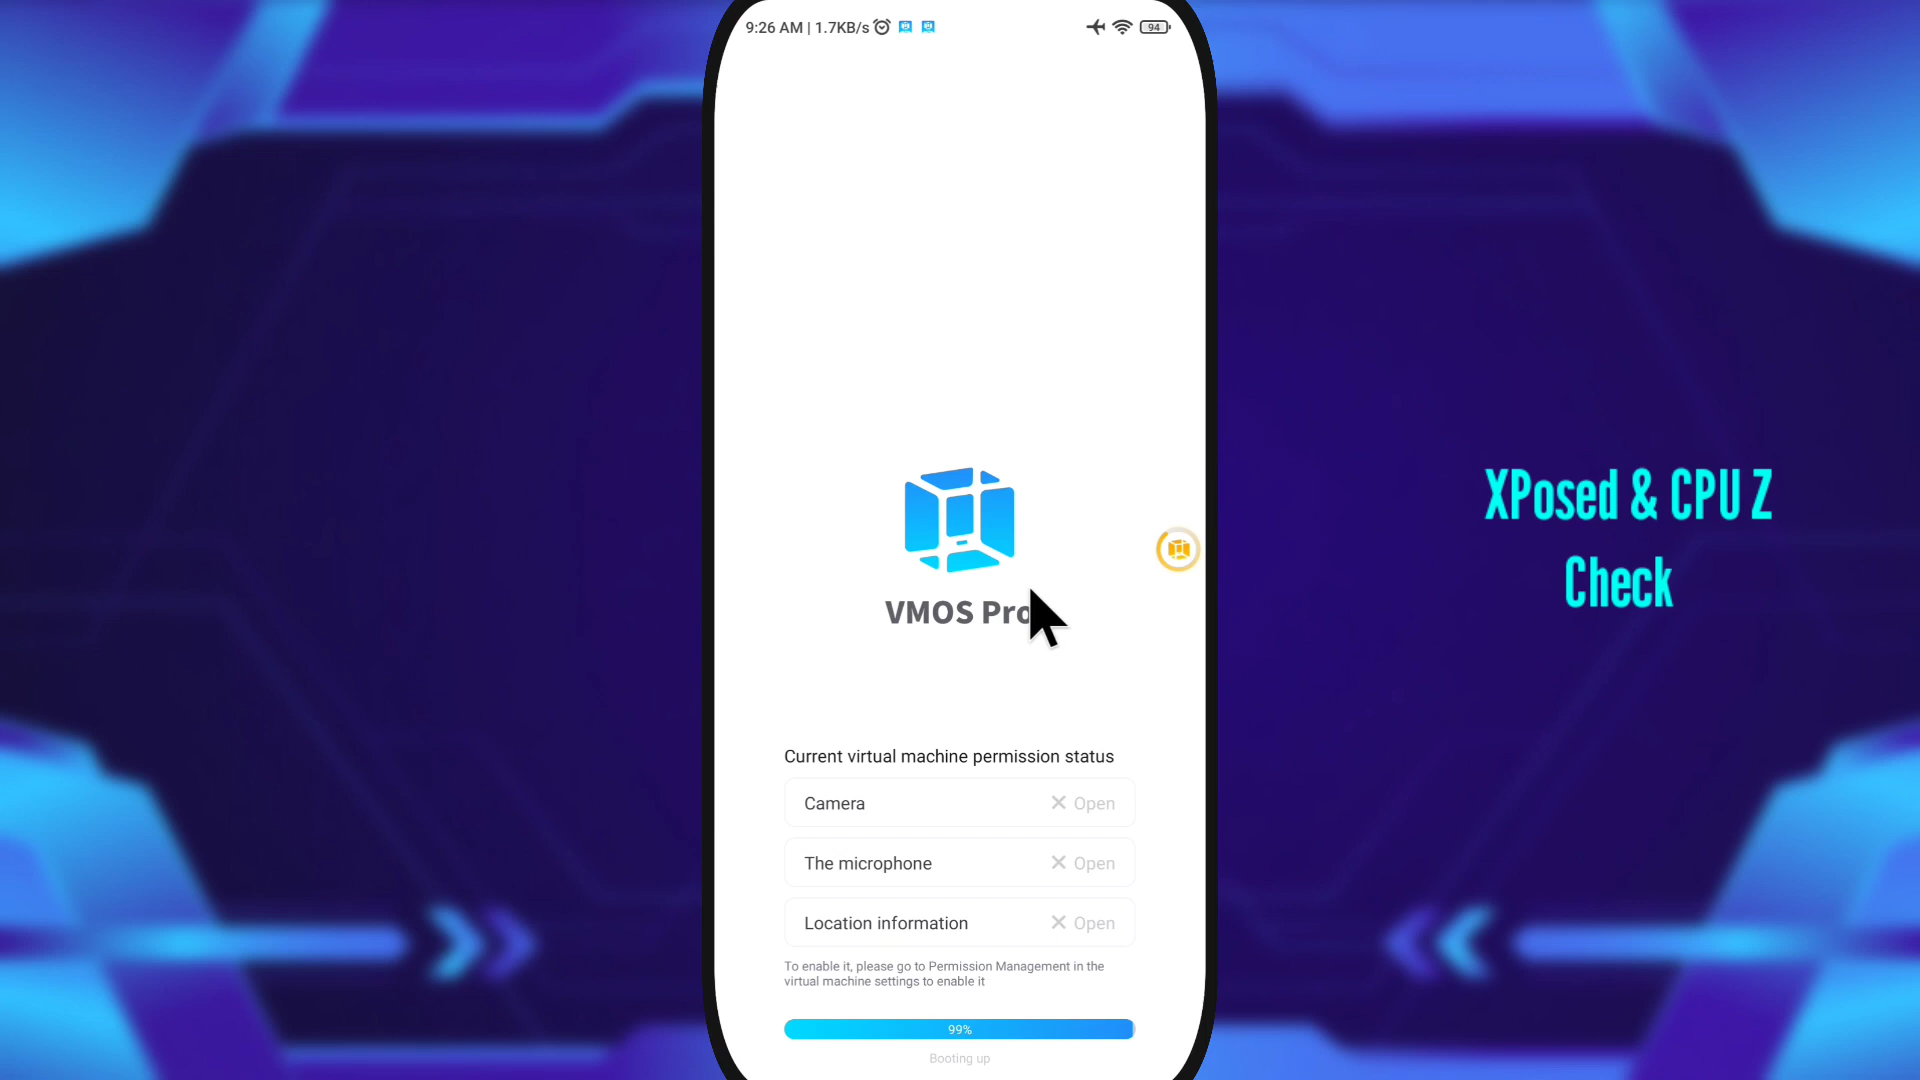 9:26 AM | 1.7KB/s
94
VMOS Pro
XPosed & CPU Z
Check
Current virtual machine permission status
Camera Open
The microphone Open
Location information Open
To enable it, please go to Permission Management in the
virtual machine settings to enable it
99%
Booting up